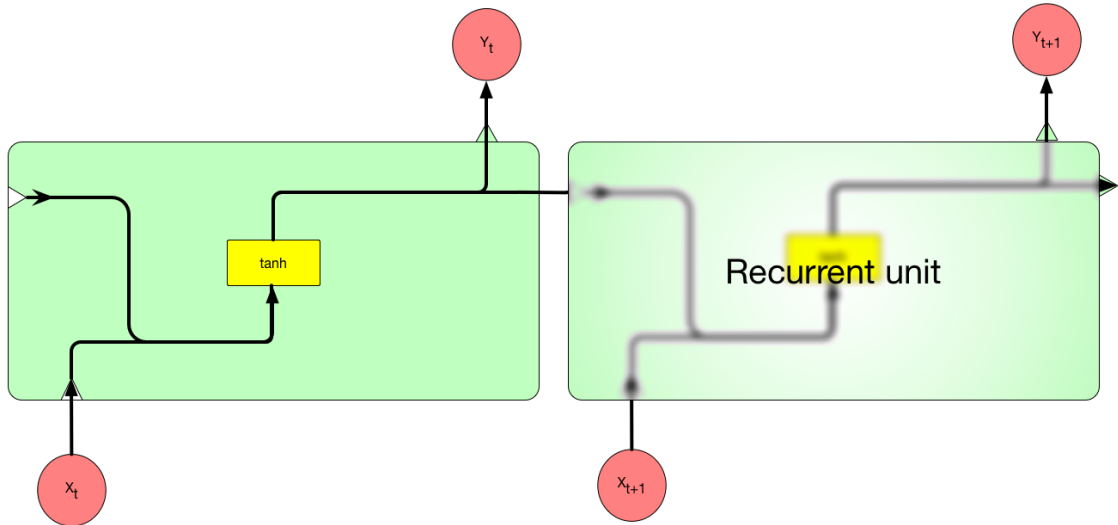 Yt
Yt+1
tanh
Recurrent unit
Xt
Xt+1